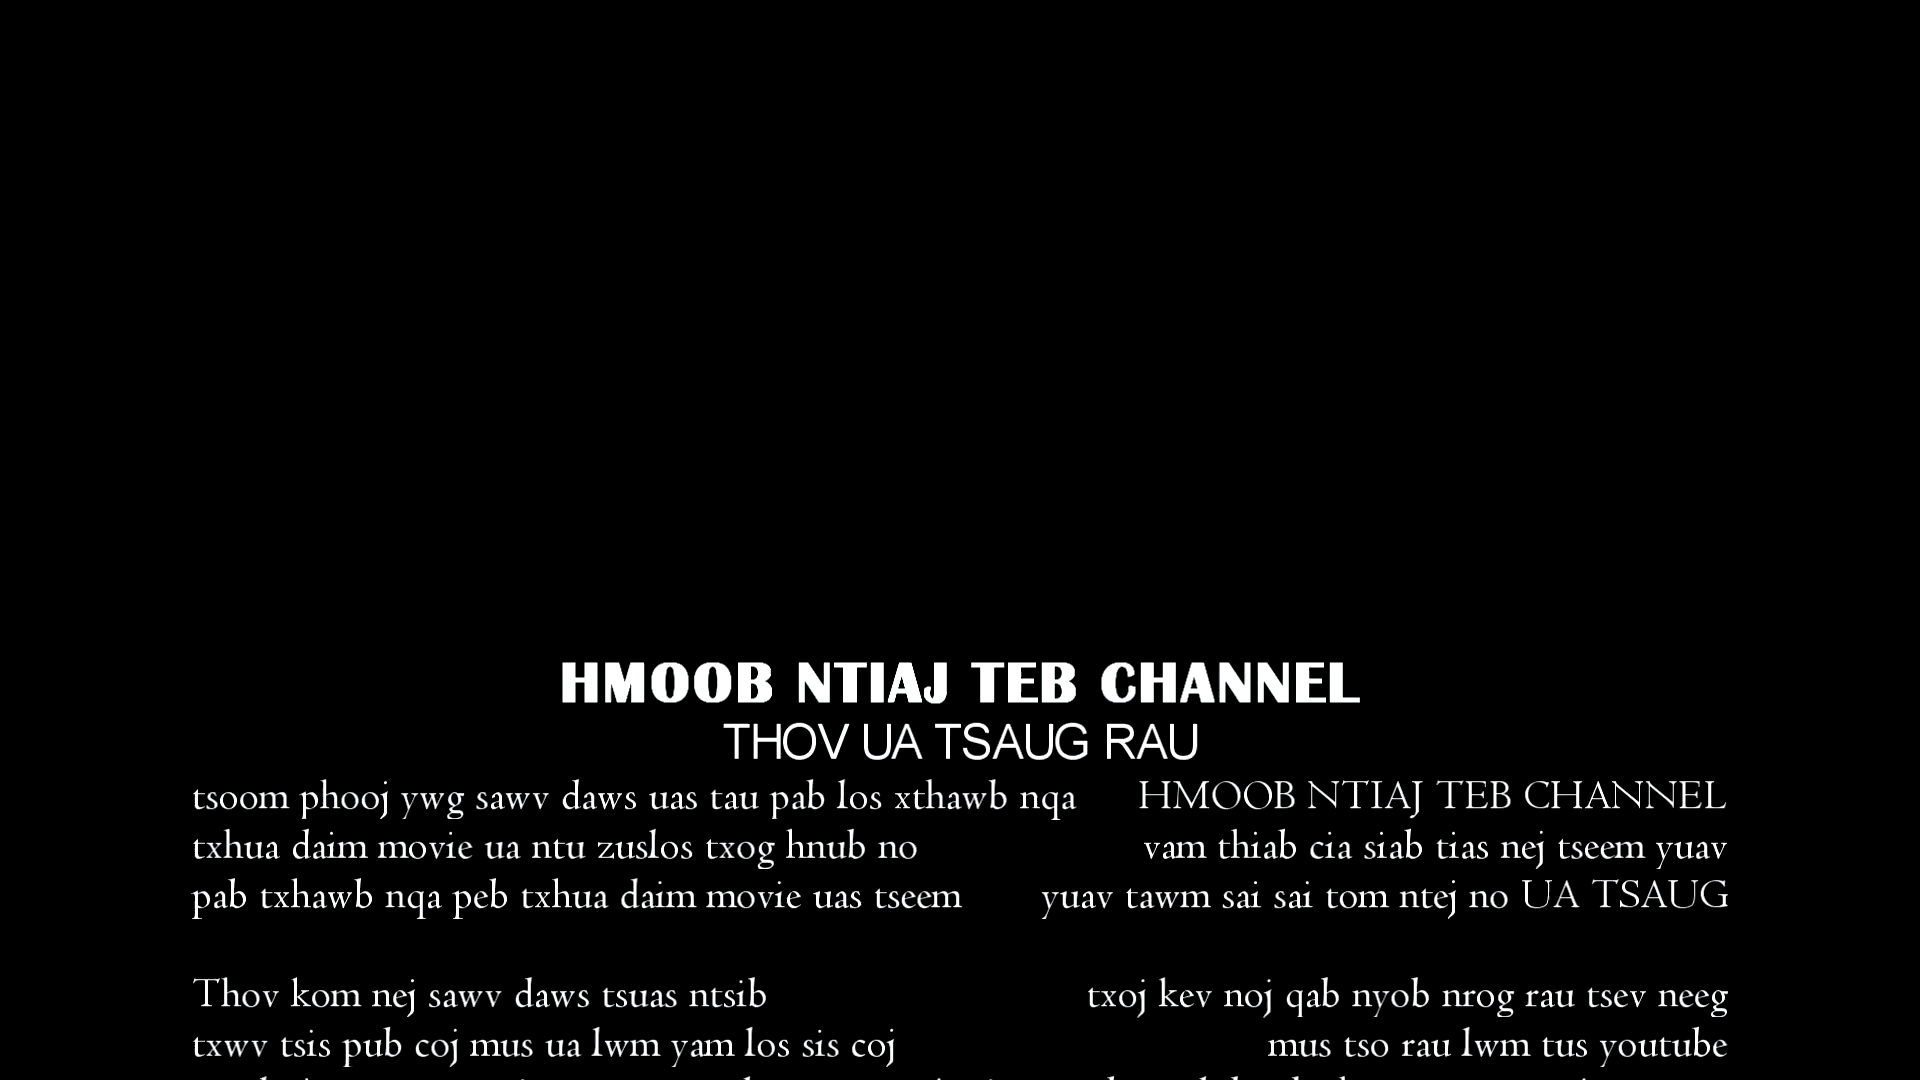 HMOOB NTIAJ TEB CHANNEL
THOV UA TSAUG RAU
tsoom phooj ywg sawv daws uas tau pab los xthawb nqa HMOOB NTIAJ TEB CHANNEL
txhua daim movie ua ntu zuslos txog hnub no vam thiab cia siab tias nej tseem yuav
pab txhawb nqa peb txhua daim movie uas tseem yuav tawm sai sai tom ntej no UA TSAUG
Thov kom nej sawv daws tsuas ntsib txoj kev noj qab nyob nrog rau tsev neeg
txwv tsis pub coj mus ua lwm yam los sis coj mus tso rau lwm tus youtube